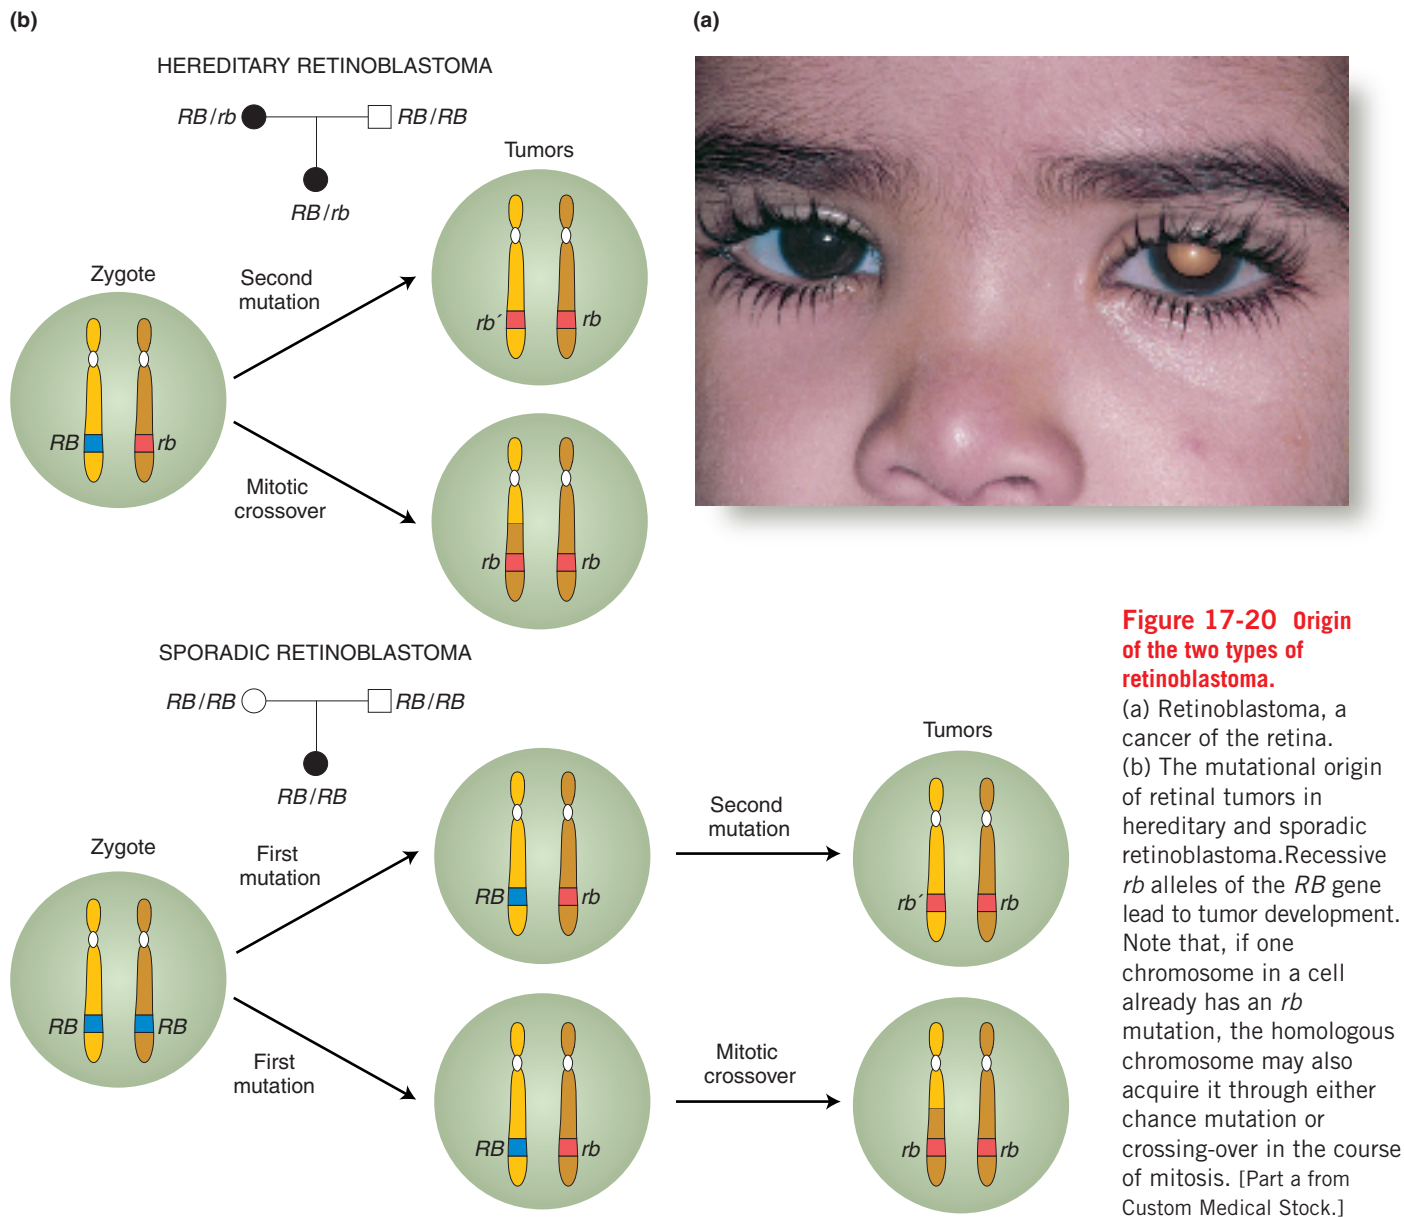 (b)
HEREDITARY RETINOBLASTOMA
RB/rb
RB/RB
RB/rb
Tumors
Zygote
Second
mutation
rb´
rb
RB
rb
Mitotic
crossover
rb
rb
SPORADIC RETINOBLASTOMA
RB/RB
RB/RB
RB/RB
Tumors
Zygote
First
mutation
RB
rb
Second
mutation
rb´
rb
RB
RB
First
mutation
RB
rb
Mitotic
crossover
rb
rb
(a)
Figure 17-20 Origin
of the two types of
retinoblastoma.
(a) Retinoblastoma, a
cancer of the retina.
(b) The mutational origin
of retinal tumors in
hereditary and sporadic
retinoblastoma.Recessive
rb alleles of the RB gene
lead to tumor development.
Note that, if one
chromosome in a cell
already has an rb
mutation, the homologous
chromosome may also
acquire it through either
chance mutation or
crossing-over in the course
of mitosis. [Part a from
Custom Medical Stock.]